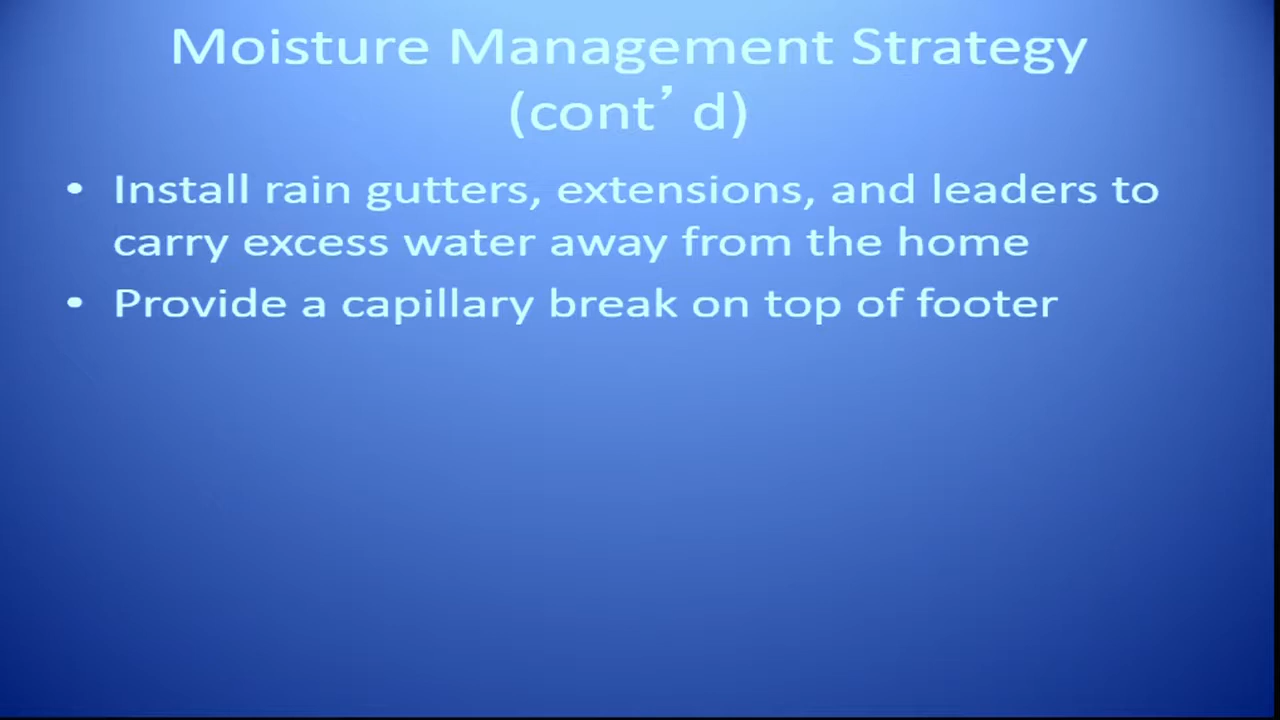 Moisture Management Strategy
(cont’ d)
• Install rain gutters, extensions, and leaders to
carry excess water away from the home
• Provide a capillary break on top of footer